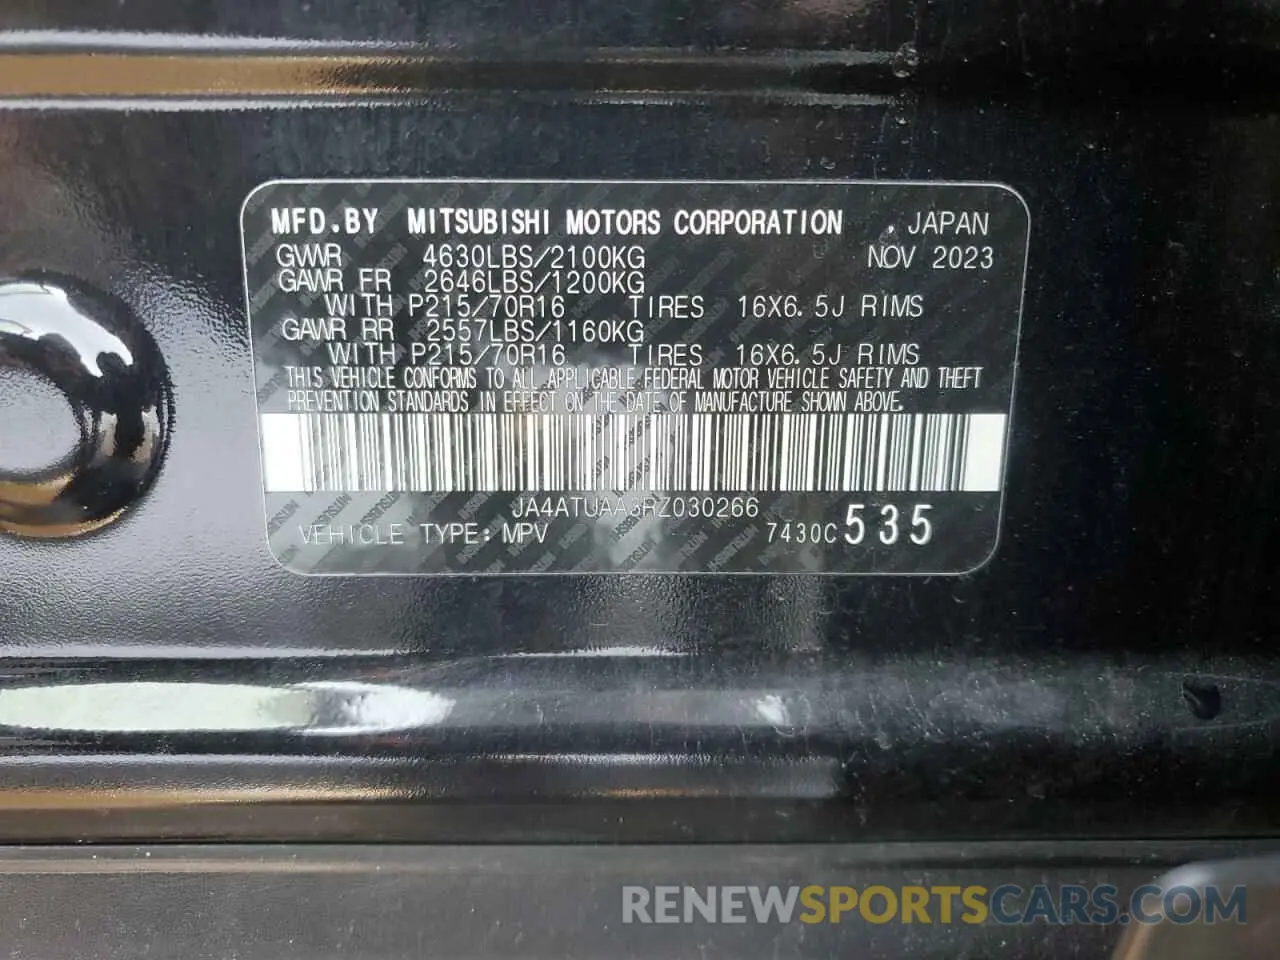 MFD.BY MITSUBISHI MOTORS CORPORATION , JAPAN
GVWR 4630LBS/2100KG NOV 2023
GAWR FR 2646LBS/1200KG
WITH P215/70R16 TIRES 16X6.5J RIMS
GAWR RR 2557LBS/1160KG
WITH P215/70R16 TIRES 16X6.5J RIMS
THIS VEHICLE CONFORMS TO ALL APPLICABLE FEDERAL MOTOR VEHICLE SAFETY AND THEFT
PREVENTION STANDARDS IN EFFECT ON THE DATE OF MANUFACTURE SHOWN ABOVE.
JA4ATUAA3RZ030266
VEHICLE TYPE: MPV 7430C 535
RENEWSPORTSCARS.COM